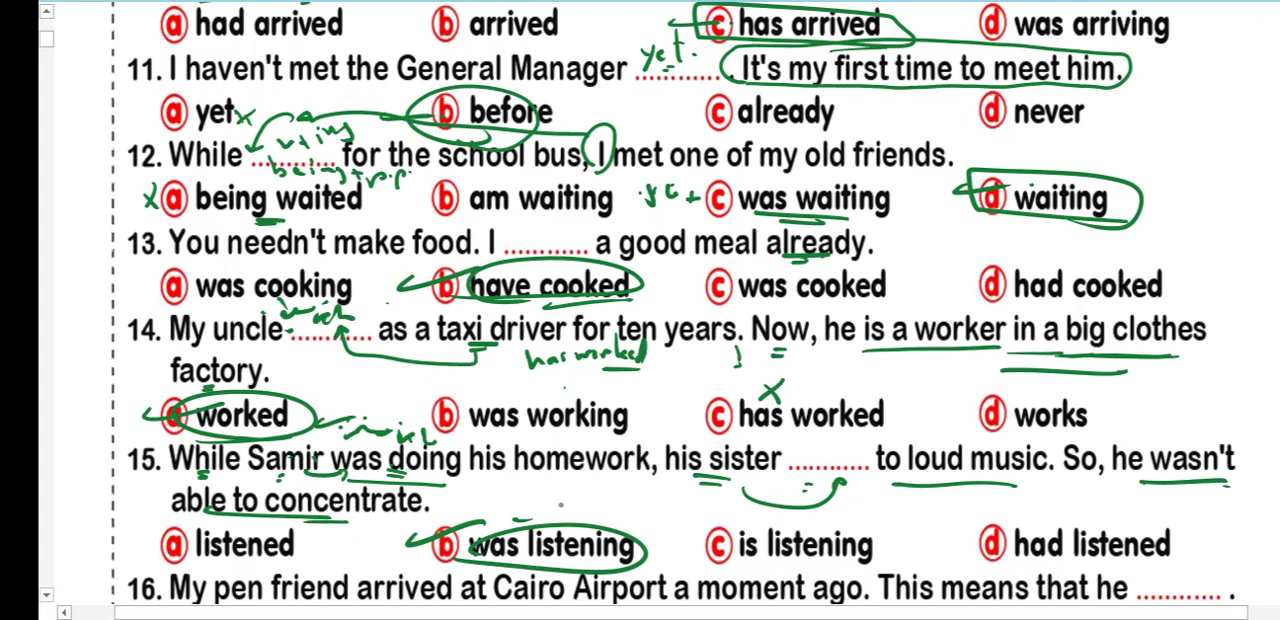 a had arrived b arrived c has arrived d was arriving
yet.
11. I haven't met the General Manager ............ . It's my first time to meet him.
a yet x b before c already d never
12. While ............ for the school bus, I met one of my old friends.
being + p.p.
x a being waited b am waiting c was waiting d waiting
13. You needn't make food. I ............ a good meal already.
a was cooking b have cooked c was cooked d had cooked
14. My uncle ............ as a taxi driver for ten years. Now, he is a worker in a big clothes
has worked
factory.
x
a worked b was working c has worked d works
15. While Samir was doing his homework, his sister ............ to loud music. So, he wasn't
able to concentrate.
a listened b was listening c is listening d had listened
16. My pen friend arrived at Cairo Airport a moment ago. This means that he ............ .